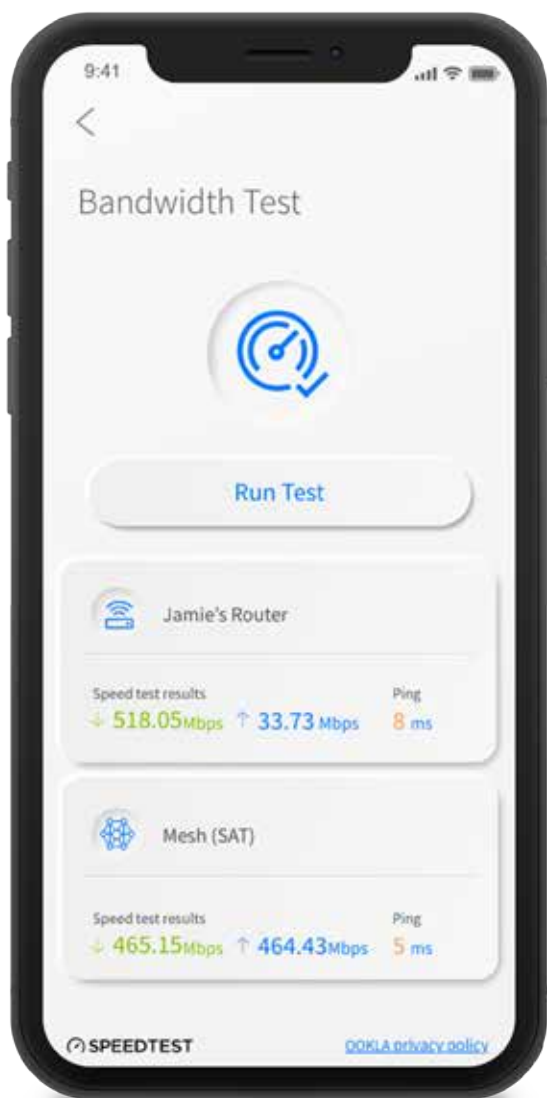 9:41
Bandwidth Test
Run Test
Jamie's Router
Speed test results Ping
↓ 518.05Mbps ↑ 33.73 Mbps 8 ms
Mesh (SAT)
Speed test results Ping
↓ 465.15Mbps ↑ 464.43Mbps 5 ms
SPEEDTEST OOKLA privacy policy